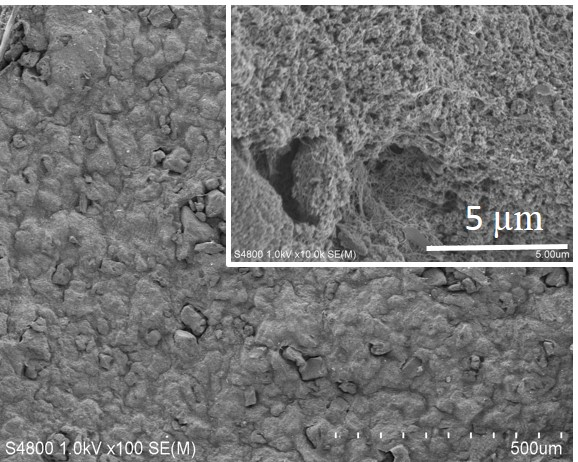 5 μm
S4800 1.0kV x10.0k SE(M) 5.00um
S4800 1.0kV x100 SE(M) 500um